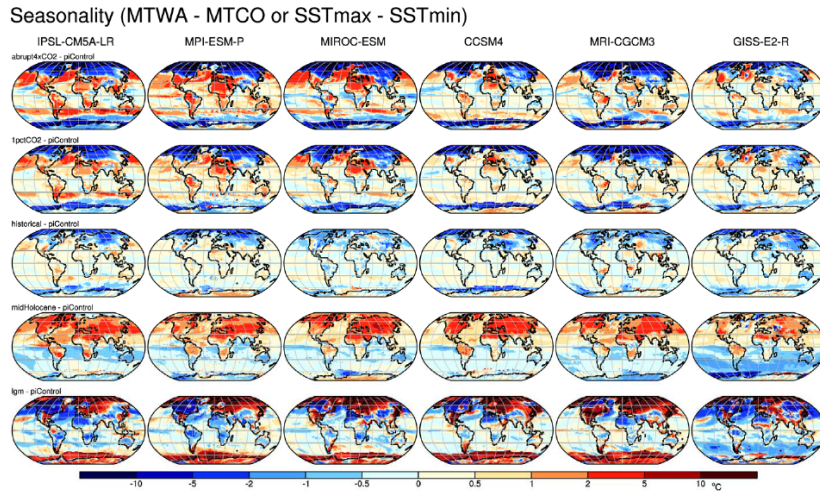 Seasonality (MTWA - MTCO or SSTmax - SSTmin)
IPSL-CM5A-LR MPI-ESM-P MIROC-ESM CCSM4 MRI-CGCM3 GISS-E2-R
abrupt4xCO2 - piControl
1pctCO2 - piControl
historical - piControl
midHolocene - piControl
lgm - piControl
-10 -5 -2 -1 -0.5 0 0.5 1 2 5 10 ºC